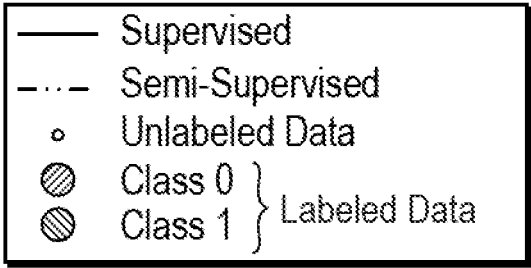 Supervised
Semi-Supervised
Unlabeled Data
Class 0
Class 1
Labeled Data